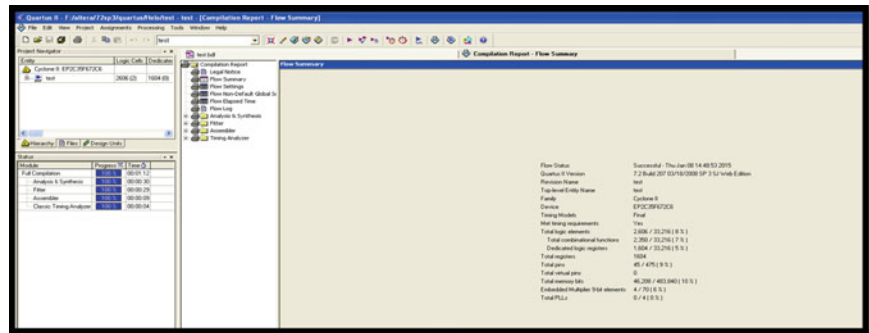 Quartus II - F:/altera/72sp3/quartus/Helo/test - test - [Compilation Report - Flow Summary]
File Edit View Project Assignments Processing Tools Window Help
test
Project Navigator
Entity Logic Cells Dedicated
Cyclone II: EP2C35F672C6
test 2606 (2) 1604 (0)
Hierarchy Files Design Units
Status
Module Progress % Time
Full Compilation 100 % 00:01:12
Analysis & Synthesis 100 % 00:00:30
Fitter 100 % 00:00:29
Assembler 100 % 00:00:09
Classic Timing Analyzer 100 % 00:00:04
test.bdf
Compilation Report - Flow Summary
Compilation Report
Legal Notice
Flow Summary
Flow Settings
Flow Non-Default Global Se
Flow Elapsed Time
Flow Log
Analysis & Synthesis
Fitter
Assembler
Timing Analyzer
Flow Summary
Flow Status Successful - Thu Jan 08 14:48:53 2015
Quartus II Version 7.2 Build 207 03/18/2008 SP 3 SJ Web Edition
Revision Name test
Top-level Entity Name test
Family Cyclone II
Device EP2C35F672C6
Timing Models Final
Met timing requirements Yes
Total logic elements 2,606 / 33,216 ( 8 % )
Total combinational functions 2,350 / 33,216 ( 7 % )
Dedicated logic registers 1,604 / 33,216 ( 5 % )
Total registers 1604
Total pins 45 / 475 ( 9 % )
Total virtual pins 0
Total memory bits 46,208 / 483,840 ( 10 % )
Embedded Multiplier 9-bit elements 4 / 70 ( 6 % )
Total PLLs 0 / 4 ( 0 % )